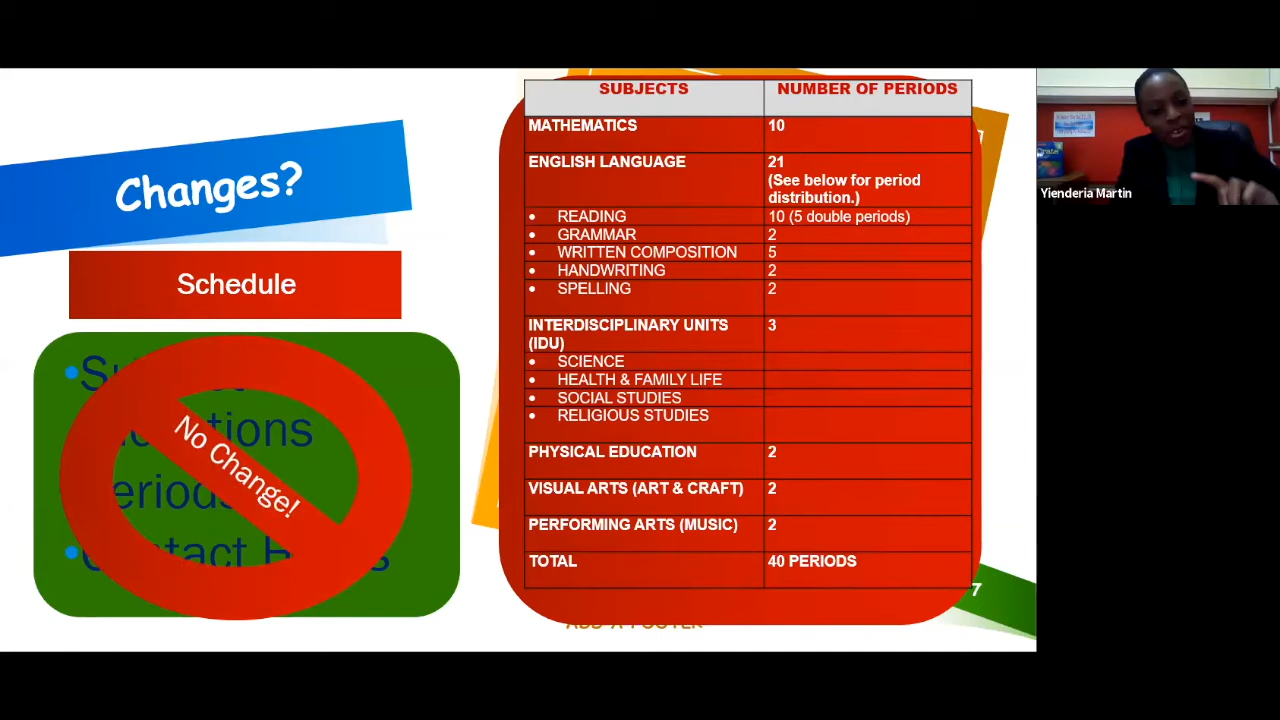 Changes?
Schedule
No Change!
SUBJECTS NUMBER OF PERIODS
MATHEMATICS 10
ENGLISH LANGUAGE 21
(See below for period
distribution.)
• READING 10 (5 double periods)
• GRAMMAR 2
• WRITTEN COMPOSITION 5
• HANDWRITING 2
• SPELLING 2
INTERDISCIPLINARY UNITS 3
(IDU)
• SCIENCE
• HEALTH & FAMILY LIFE
• SOCIAL STUDIES
• RELIGIOUS STUDIES
PHYSICAL EDUCATION 2
VISUAL ARTS (ART & CRAFT) 2
PERFORMING ARTS (MUSIC) 2
TOTAL 40 PERIODS
7
ADD A FOOTER
Yienderia Martin